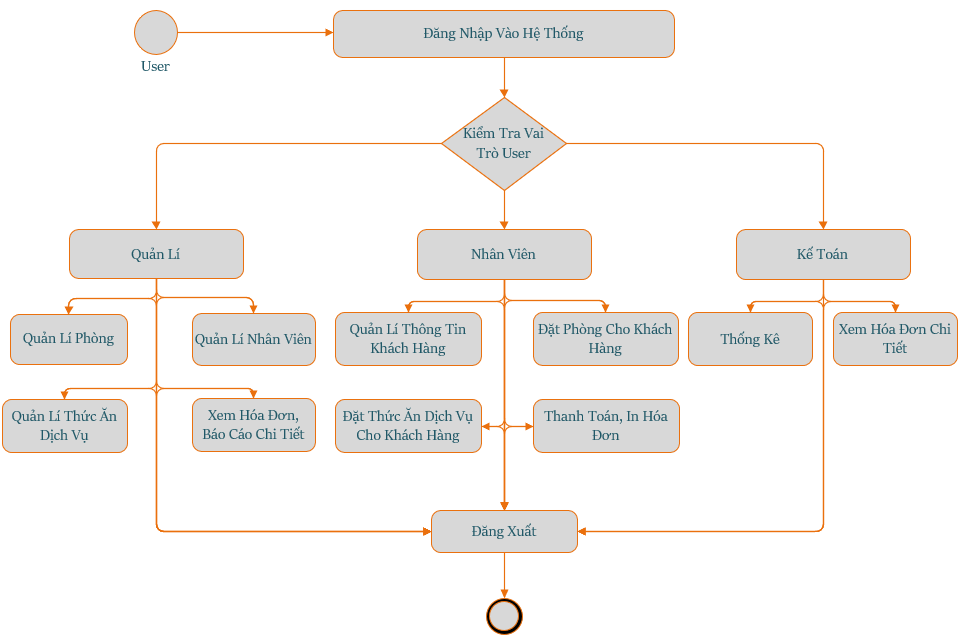 Đăng Nhập Vào Hệ Thống
User
Kiểm Tra Vai
Trò User
Quản Lí
Nhân Viên
Kế Toán
Quản Lí Phòng
Quản Lí Nhân Viên
Quản Lí Thông Tin
Khách Hàng
Đặt Phòng Cho Khách
Hàng
Thống Kê
Xem Hóa Đơn Chi
Tiết
Quản Lí Thức Ăn
Dịch Vụ
Xem Hóa Đơn,
Báo Cáo Chi Tiết
Đặt Thức Ăn Dịch Vụ
Cho Khách Hàng
Thanh Toán, In Hóa
Đơn
Đăng Xuất